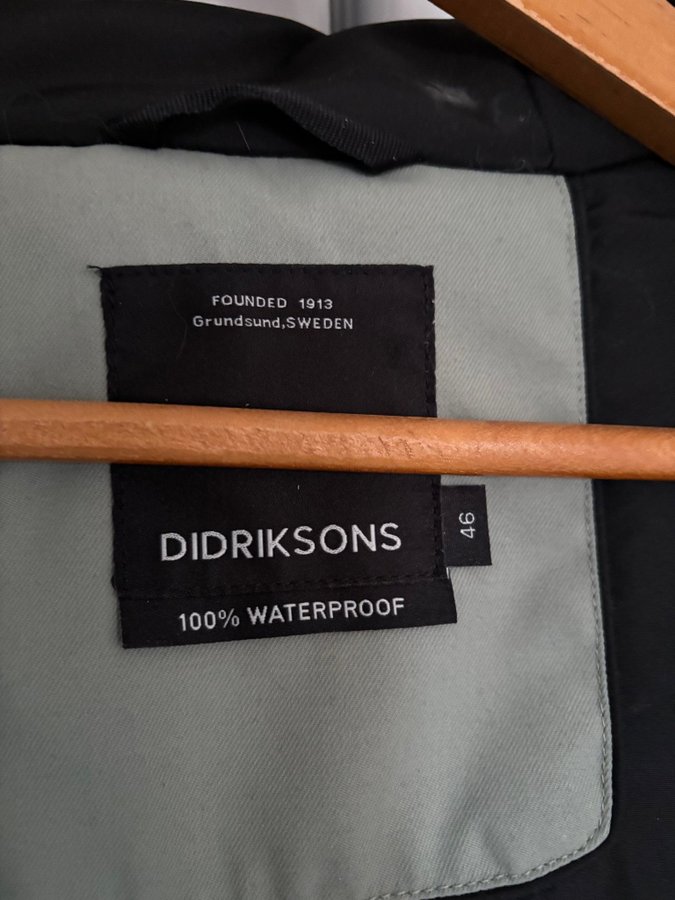 FOUNDED 1913
Grundsund,SWEDEN
DIDRIKSONS
46
100% WATERPROOF